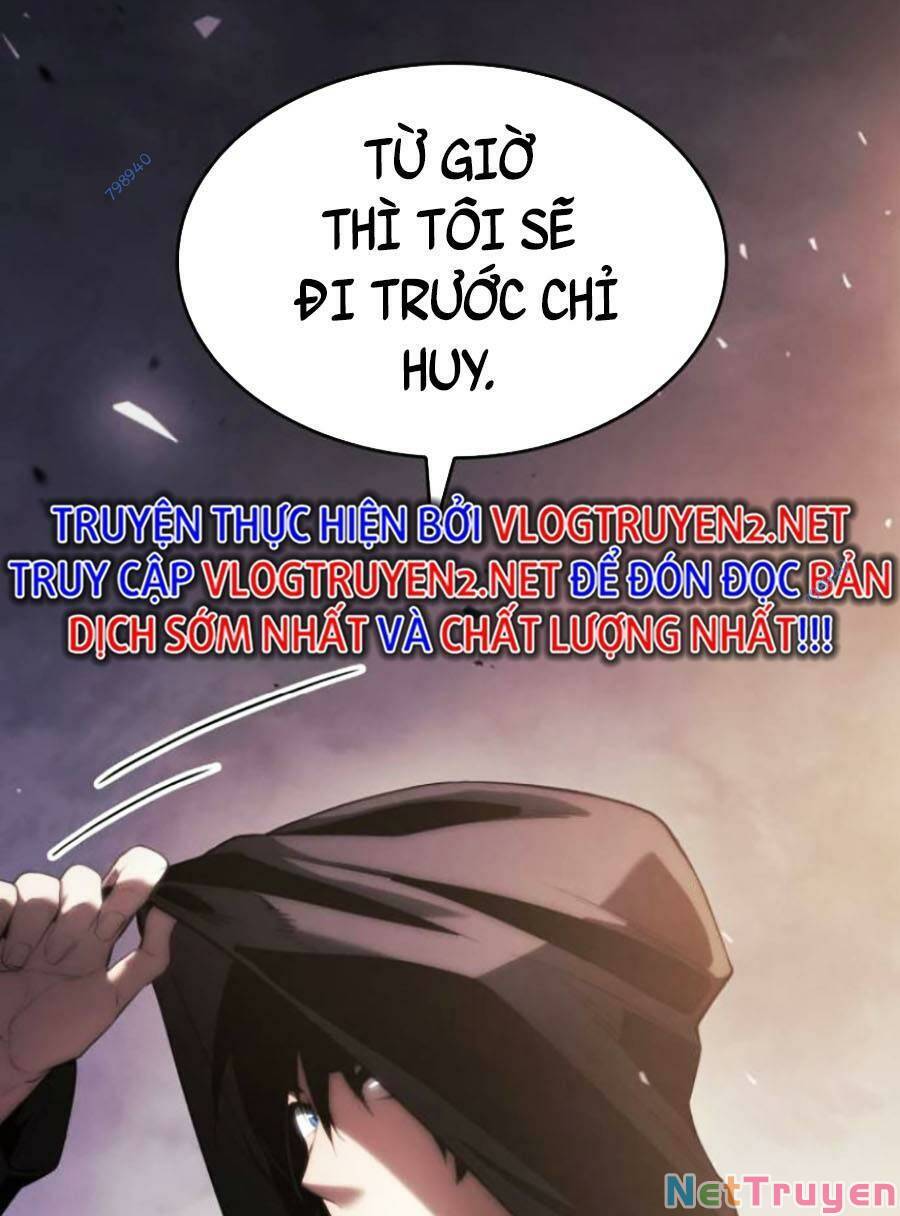 798940
TỪ GIỜ
THÌ TÔI SẼ
ĐI TRƯỚC CHỈ
HUY.
TRUYỆN THỰC HIỆN BỞI VLOGTRUYEN2.NET
TRUY CẬP VLOGTRUYEN2.NET ĐỂ ĐÓN ĐỌC BẢN
DỊCH SỚM NHẤT VÀ CHẤT LƯỢNG NHẤT!!!
NetTruyen